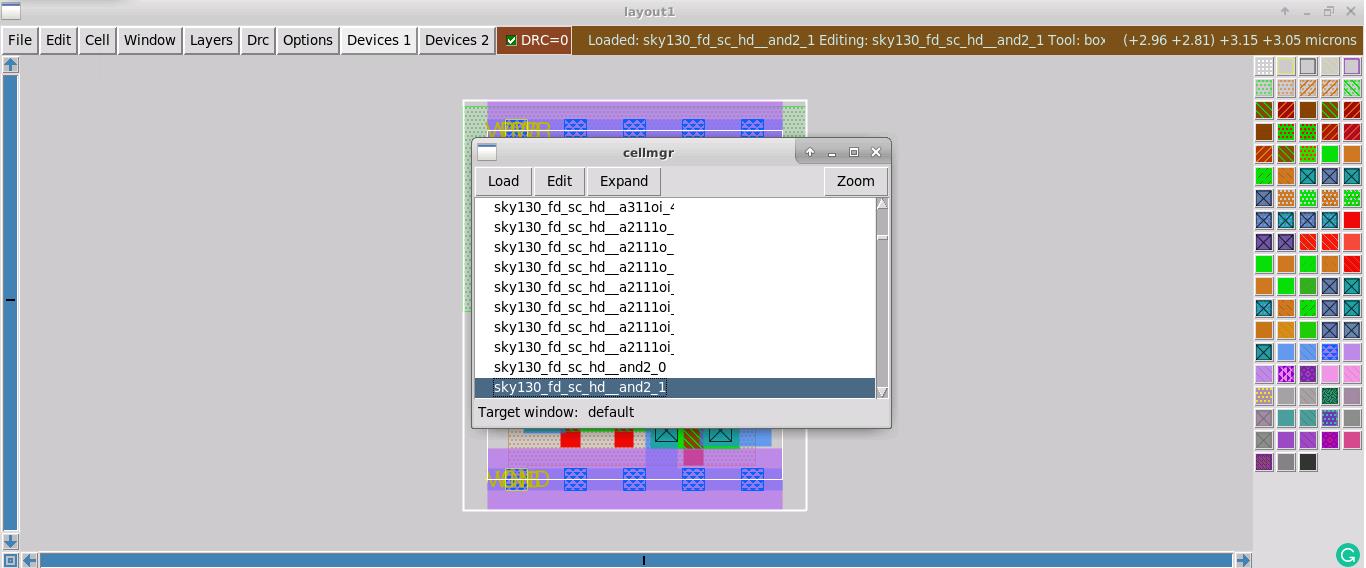 layout1
File Edit Cell Window Layers Drc Options Devices 1 Devices 2 DRC=0 Loaded: sky130_fd_sc_hd__and2_1 Editing: sky130_fd_sc_hd__and2_1 Tool: box (+2.96 +2.81) +3.15 +3.05 microns
cellmgr
Load Edit Expand Zoom
sky130_fd_sc_hd__a311oi_4
sky130_fd_sc_hd__a2111o_
sky130_fd_sc_hd__a2111o_
sky130_fd_sc_hd__a2111o_
sky130_fd_sc_hd__a2111oi_
sky130_fd_sc_hd__a2111oi_
sky130_fd_sc_hd__a2111oi_
sky130_fd_sc_hd__a2111oi_
sky130_fd_sc_hd__and2_0
sky130_fd_sc_hd__and2_1
Target window: default